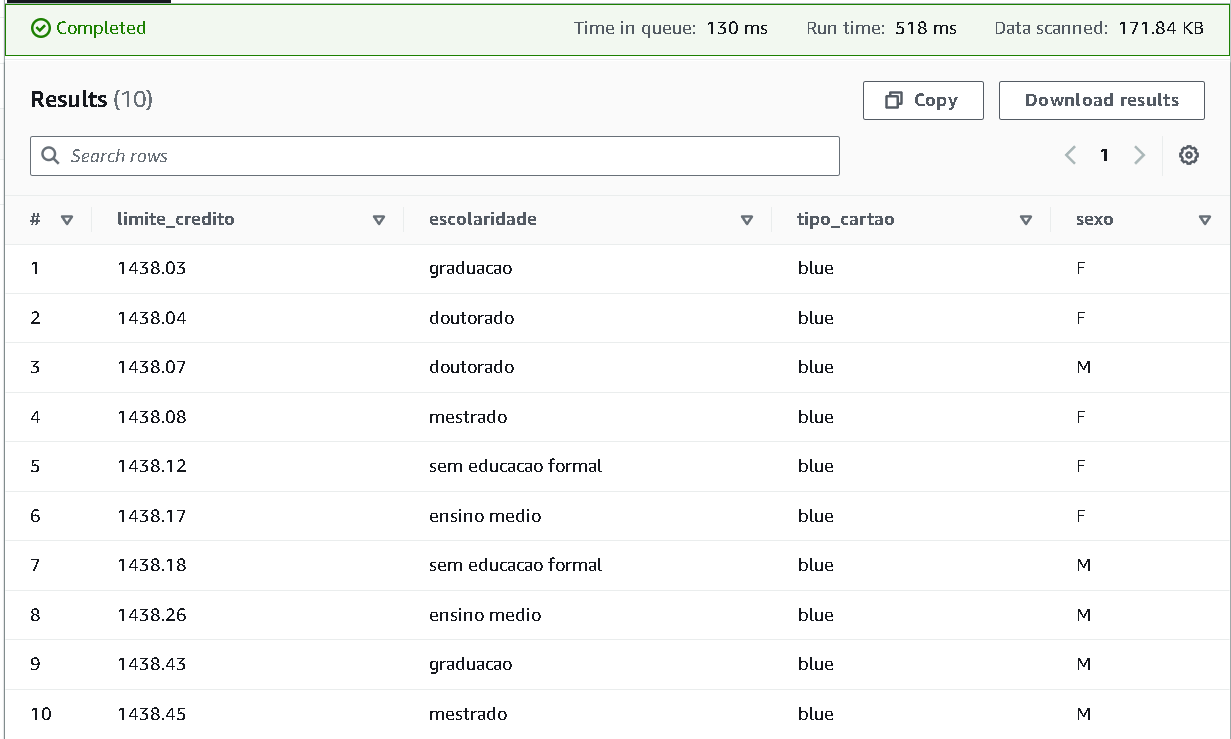 Completed Time in queue: 130 ms Run time: 518 ms Data scanned: 171.84 KB
Results (10) Copy Download results
Search rows 1
# limite_credito escolaridade tipo_cartao sexo
1 1438.03 graduacao blue F
2 1438.04 doutorado blue F
3 1438.07 doutorado blue M
4 1438.08 mestrado blue F
5 1438.12 sem educacao formal blue F
6 1438.17 ensino medio blue F
7 1438.18 sem educacao formal blue M
8 1438.26 ensino medio blue M
9 1438.43 graduacao blue M
10 1438.45 mestrado blue M